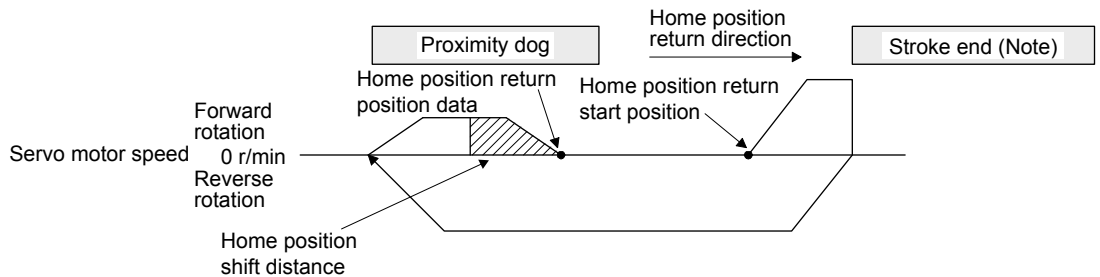 Proximity dog
Home position
return direction
Stroke end (Note)
Home position return
position data
Home position return
start position
Forward
rotation
Servo motor speed
0 r/min
Reverse
rotation
Home position
shift distance